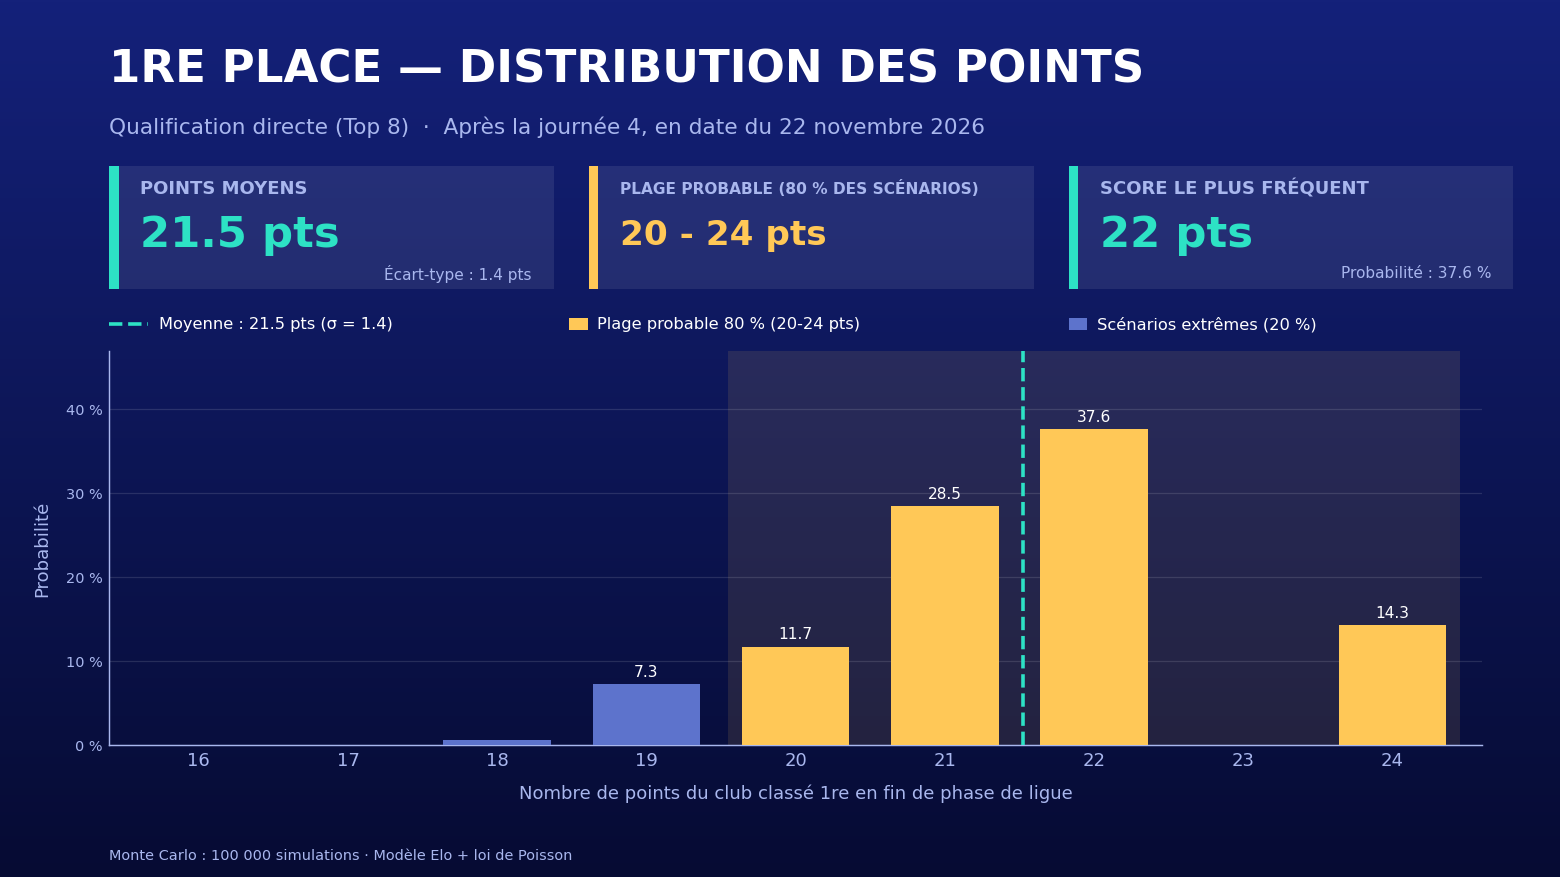 1RE PLACE — DISTRIBUTION DES POINTS
Qualification directe (Top 8)  ·  Après la journée 4, en date du 22 novembre 2026
POINTS MOYENS
21.5 pts
Écart-type : 1.4 pts
PLAGE PROBABLE (80 % DES SCÉNARIOS)
20 - 24 pts
SCORE LE PLUS FRÉQUENT
22 pts
Probabilité : 37.6 %
Moyenne : 21.5 pts (σ = 1.4)
Plage probable 80 % (20-24 pts)
Scénarios extrêmes (20 %)
Probabilité
40 %
30 %
20 %
10 %
0 %
7.3
11.7
28.5
37.6
14.3
16 17 18 19 20 21 22 23 24
Nombre de points du club classé 1re en fin de phase de ligue
Monte Carlo : 100 000 simulations · Modèle Elo + loi de Poisson